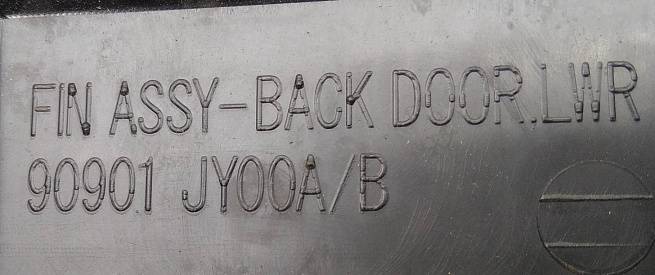 FIN ASSY-BACK DOOR.LWR
90901 JY00A/B